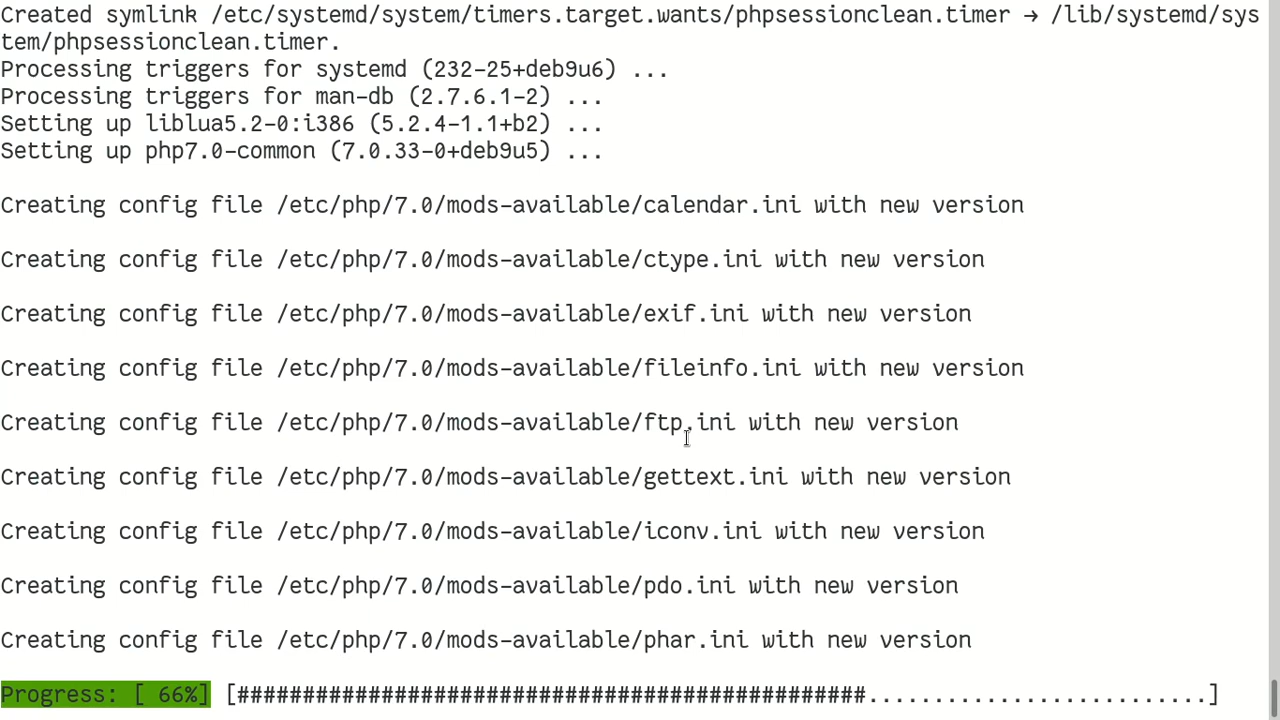 Created symlink /etc/systemd/system/timers.target.wants/phpsessionclean.timer → /lib/systemd/sys
tem/phpsessionclean.timer.
Processing triggers for systemd (232-25+deb9u6) ...
Processing triggers for man-db (2.7.6.1-2) ...
Setting up liblua5.2-0:i386 (5.2.4-1.1+b2) ...
Setting up php7.0-common (7.0.33-0+deb9u5) ...
Creating config file /etc/php/7.0/mods-available/calendar.ini with new version
Creating config file /etc/php/7.0/mods-available/ctype.ini with new version
Creating config file /etc/php/7.0/mods-available/exif.ini with new version
Creating config file /etc/php/7.0/mods-available/fileinfo.ini with new version
Creating config file /etc/php/7.0/mods-available/ftp.ini with new version
Creating config file /etc/php/7.0/mods-available/gettext.ini with new version
Creating config file /etc/php/7.0/mods-available/iconv.ini with new version
Creating config file /etc/php/7.0/mods-available/pdo.ini with new version
Creating config file /etc/php/7.0/mods-available/phar.ini with new version
Progress: [ 66%] [################################################..........................]